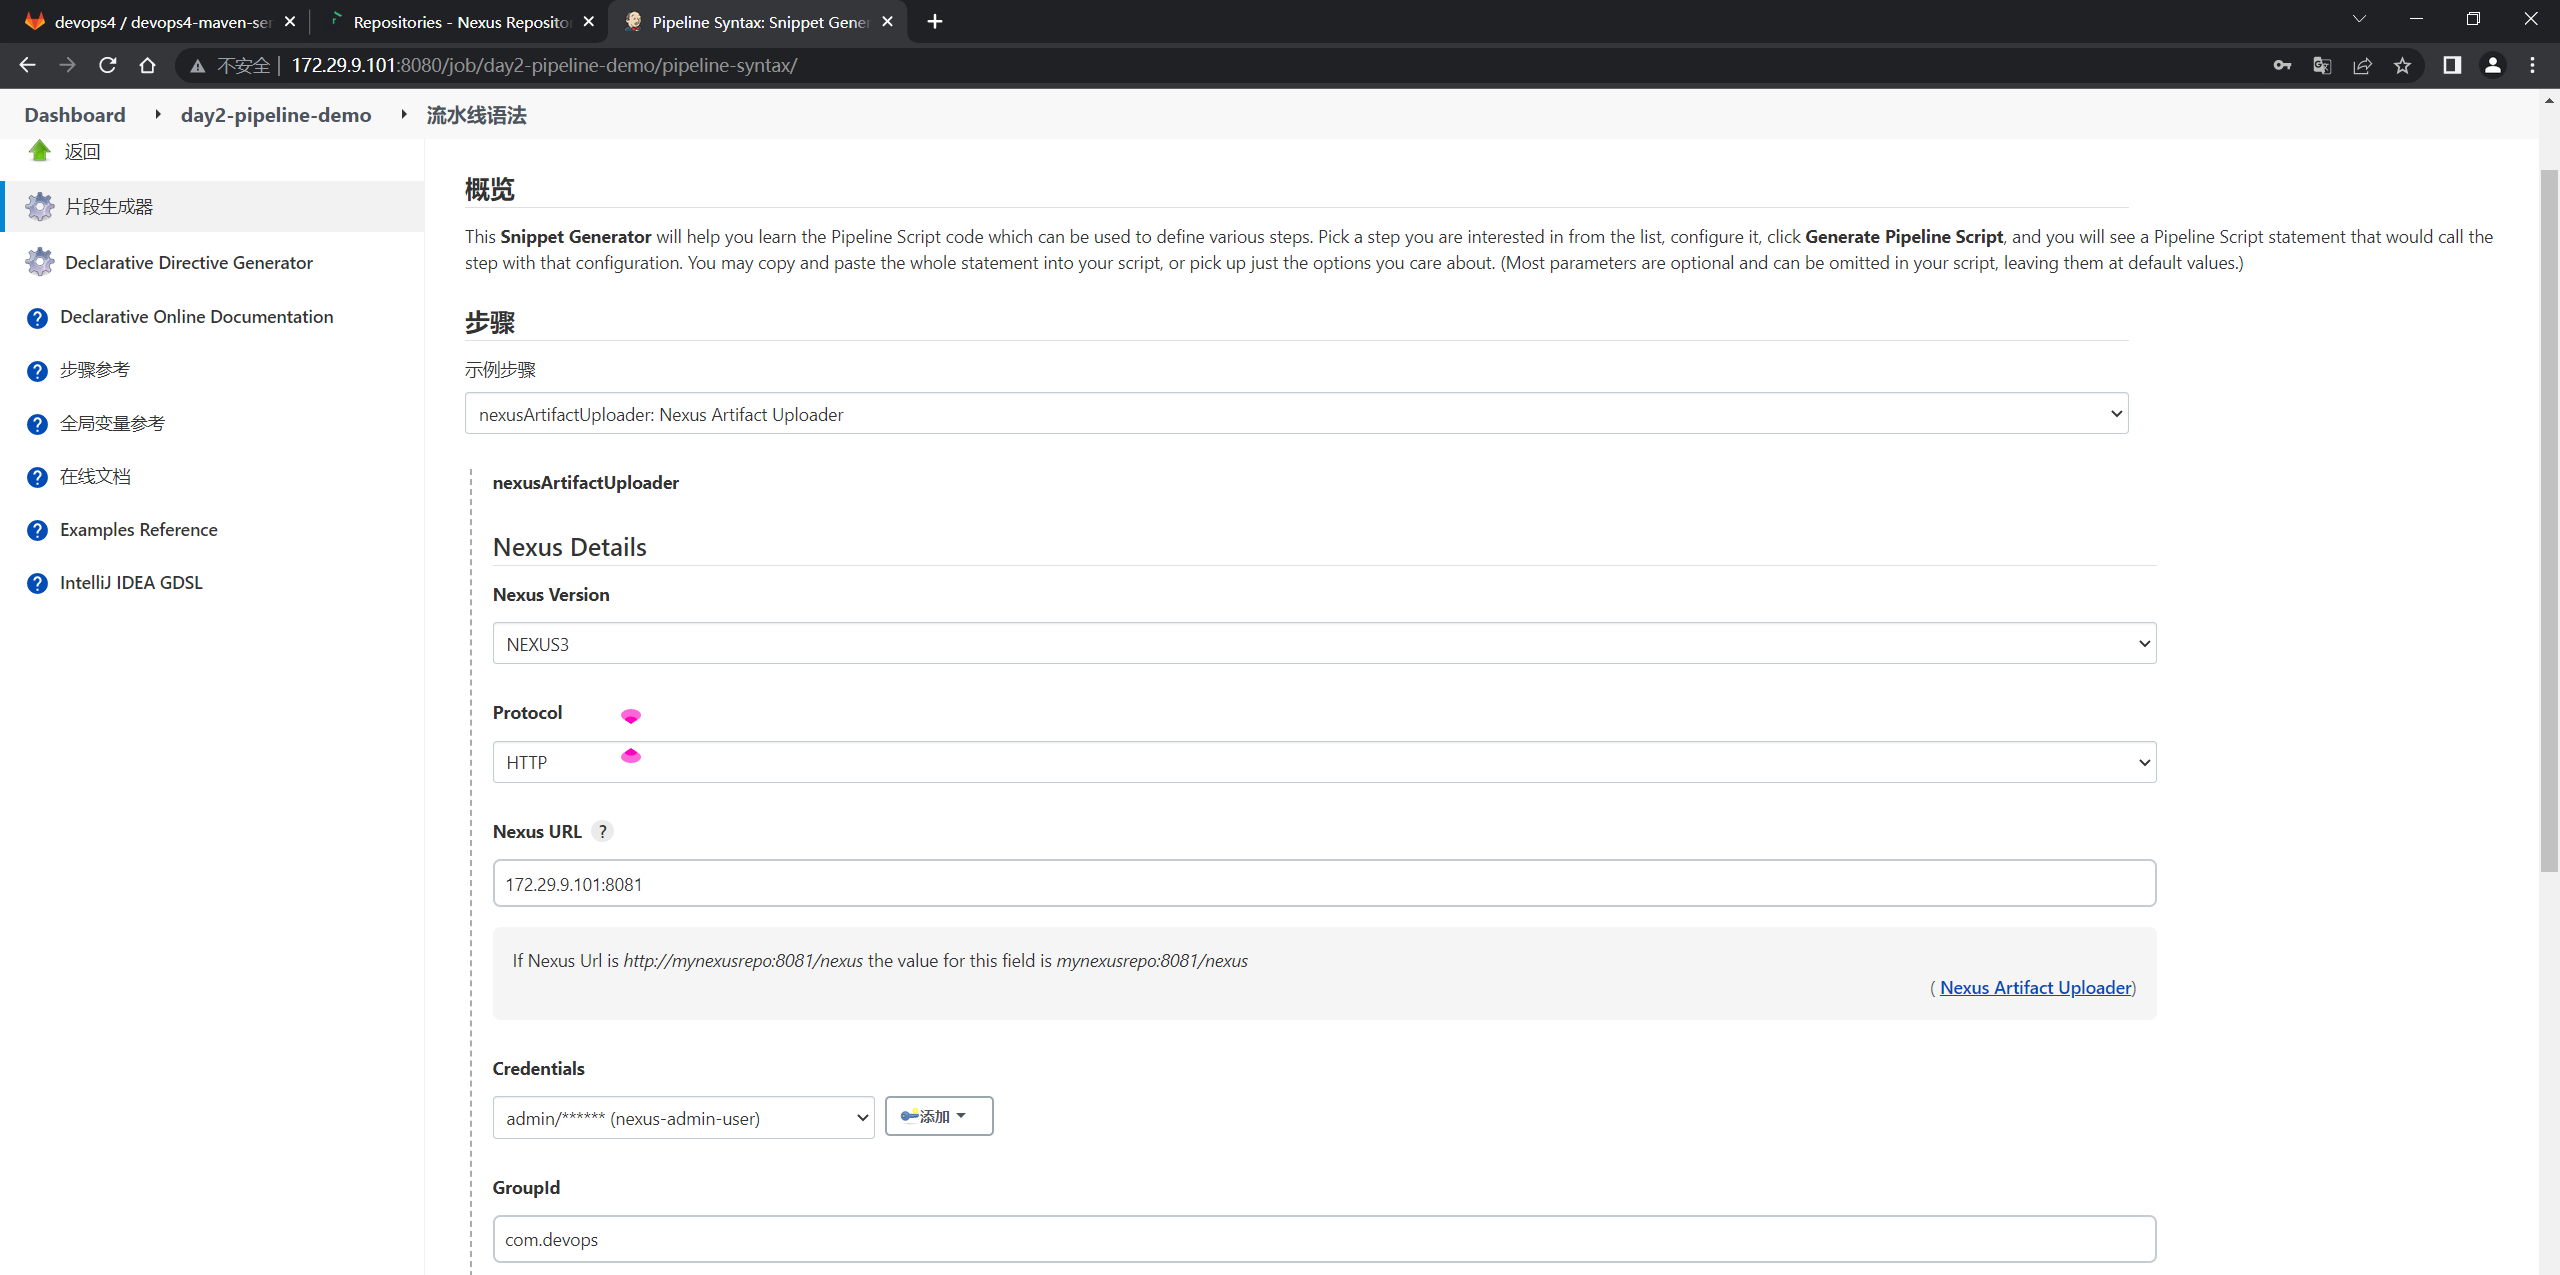 devops4 / devops4-maven-ser
Repositories - Nexus Reposito
Pipeline Syntax: Snippet Gene
不安全 | 172.29.9.101:8080/job/day2-pipeline-demo/pipeline-syntax/
Dashboard day2-pipeline-demo 流水线语法
返回
片段生成器
Declarative Directive Generator
Declarative Online Documentation
步骤参考
全局变量参考
在线文档
Examples Reference
IntelliJ IDEA GDSL
概览
This Snippet Generator will help you learn the Pipeline Script code which can be used to define various steps. Pick a step you are interested in from the list, configure it, click Generate Pipeline Script, and you will see a Pipeline Script statement that would call the
step with that configuration. You may copy and paste the whole statement into your script, or pick up just the options you care about. (Most parameters are optional and can be omitted in your script, leaving them at default values.)
步骤
示例步骤
nexusArtifactUploader: Nexus Artifact Uploader
nexusArtifactUploader
Nexus Details
Nexus Version
NEXUS3
Protocol
HTTP
Nexus URL ?
172.29.9.101:8081
If Nexus Url is http://mynexusrepo:8081/nexus the value for this field is mynexusrepo:8081/nexus
( Nexus Artifact Uploader)
Credentials
admin/****** (nexus-admin-user) 添加
GroupId
com.devops